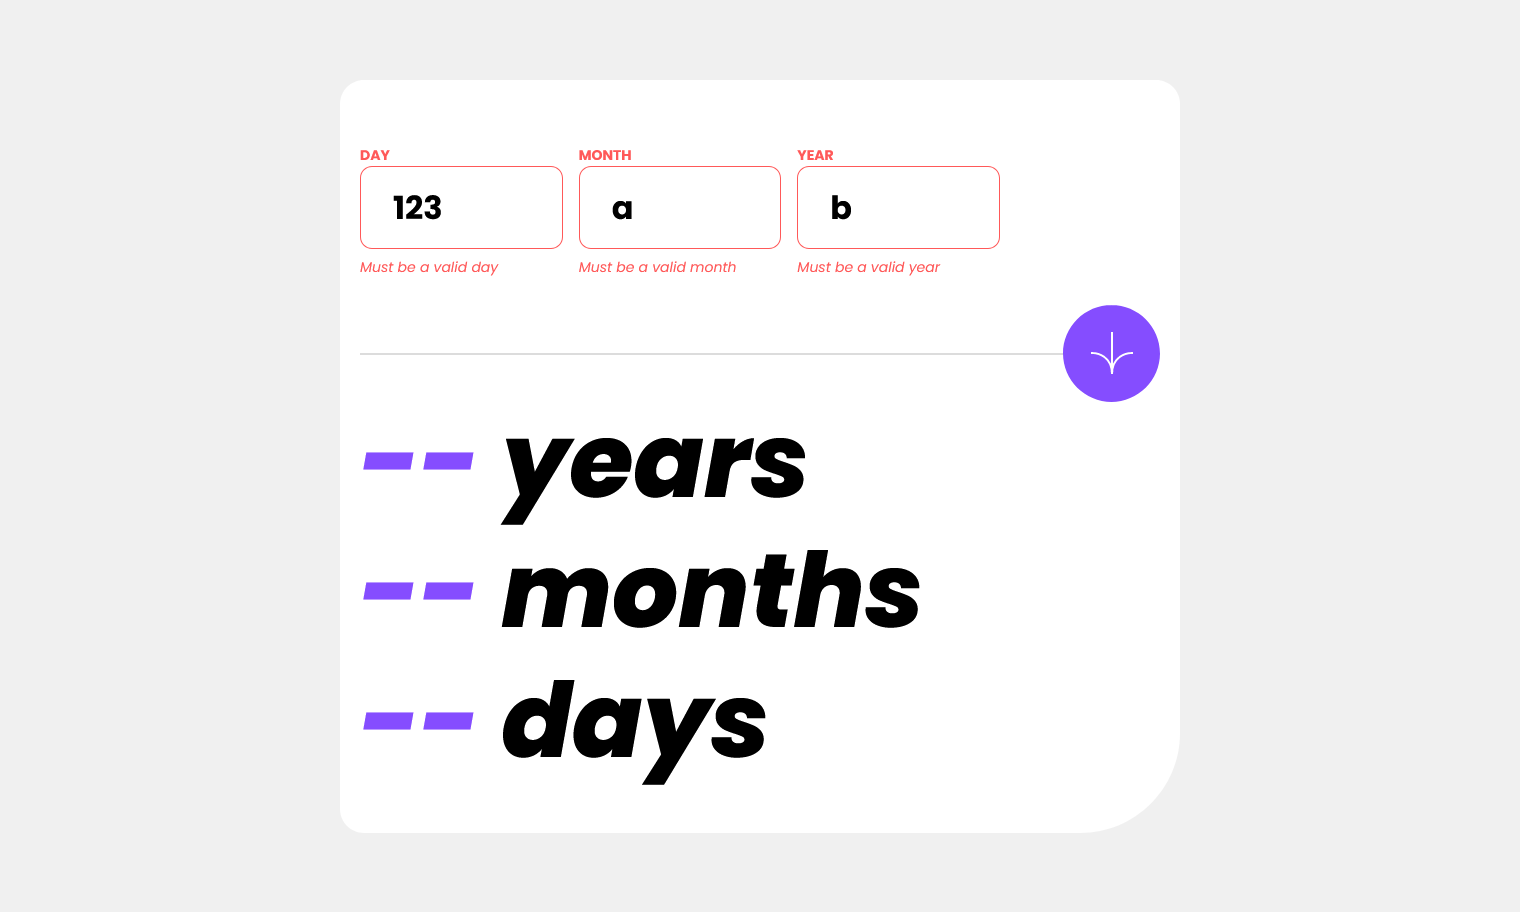 DAY MONTH YEAR
123 a b
Must be a valid day Must be a valid month Must be a valid year
-- years
-- months
-- days